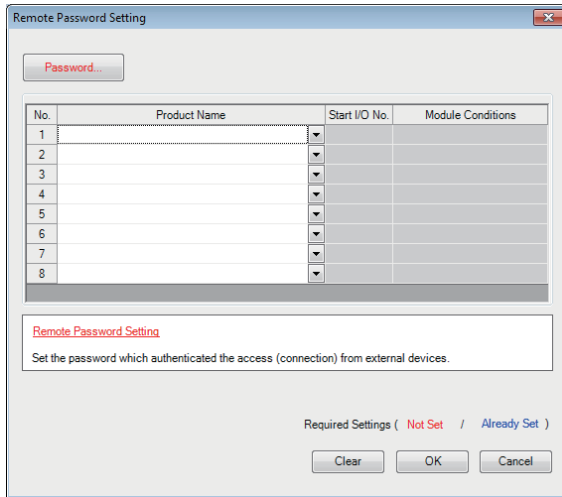 Remote Password Setting
Password...
No. Product Name Start I/O No. Module Conditions
1
2
3
4
5
6
7
8
Remote Password Setting
Set the password which authenticated the access (connection) from external devices.
Required Settings ( Not Set / Already Set )
Clear OK Cancel